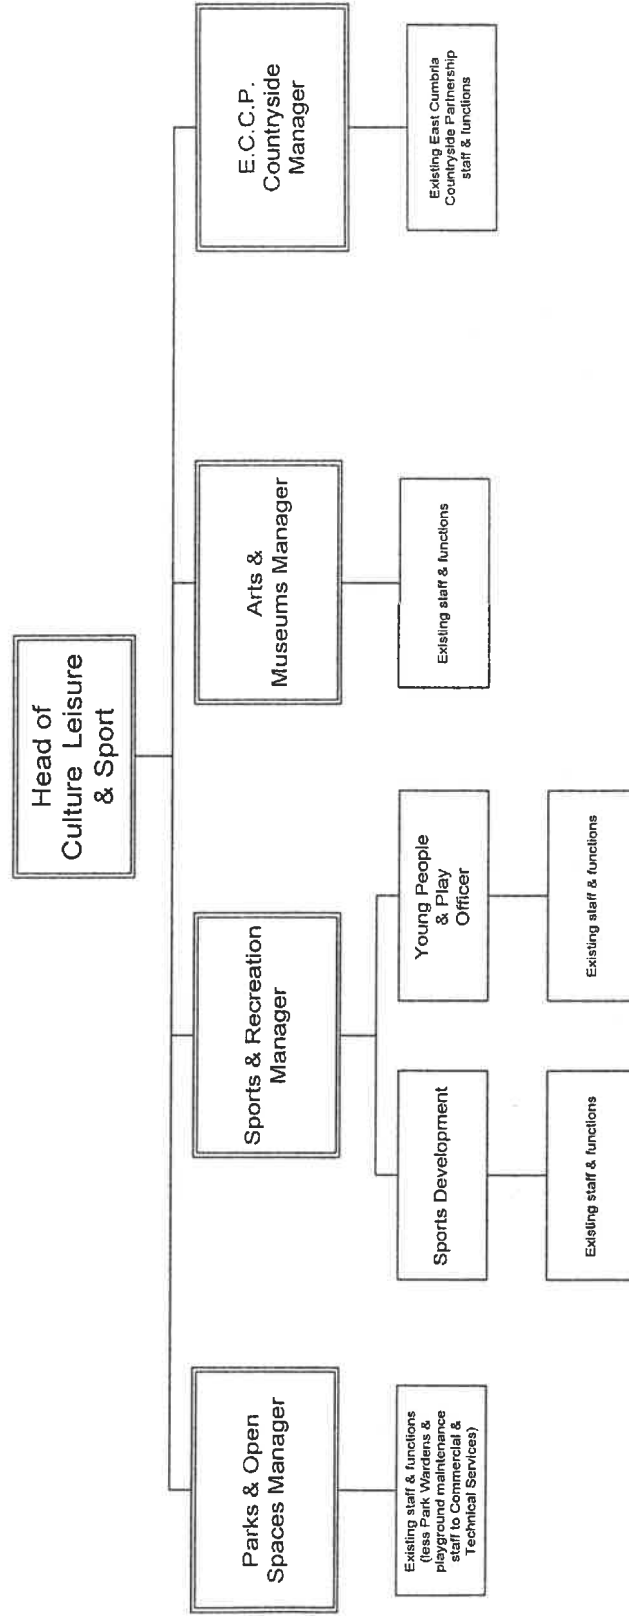 Head of
Culture Leisure
& Sport
Parks & Open
Spaces Manager
Sports & Recreation
Manager
Arts &
Museums Manager
E.C.C.P.
Countryside
Manager
Existing staff & functions
(less Park Wardens &
playground maintenance
staff to Commercial &
Technical Services)
Sports Development
Young People
& Play
Officer
Existing staff & functions
Existing East Cumbria
Countryside Partnership
staff & functions
Existing staff & functions
Existing staff & functions